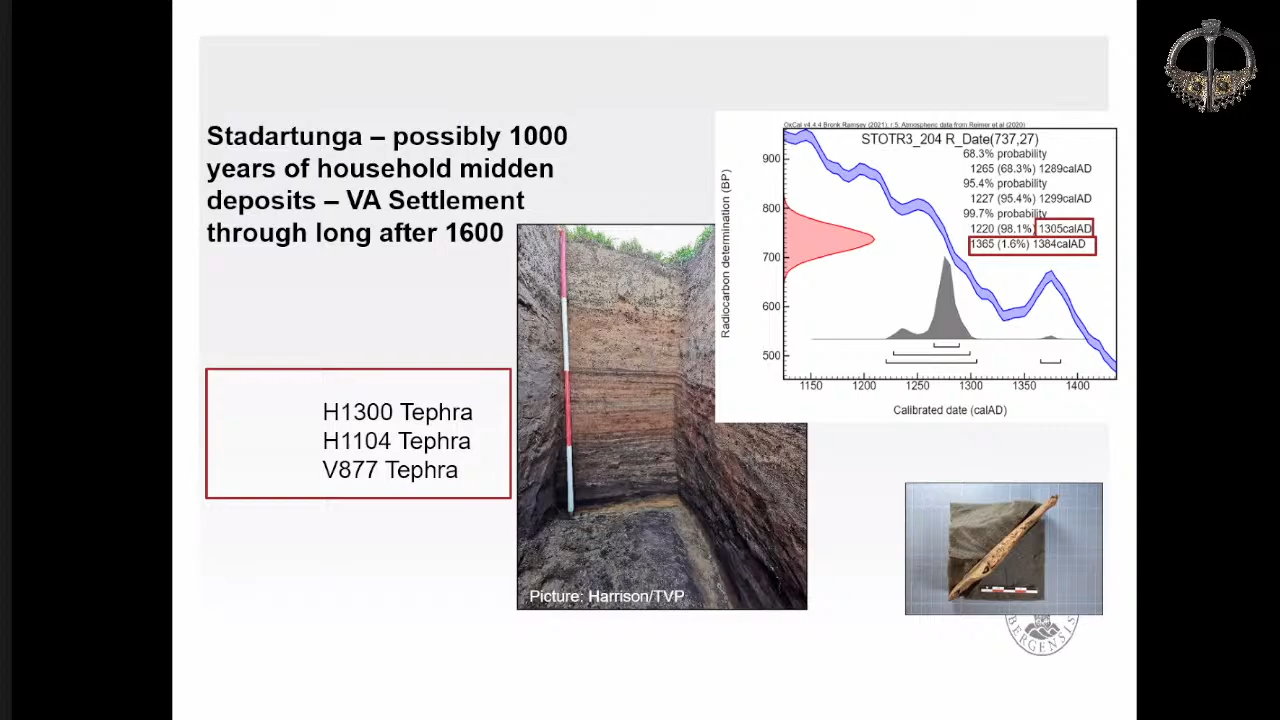 Stadartunga – possibly 1000
years of household midden
deposits – VA Settlement
through long after 1600
H1300 Tephra
H1104 Tephra
V877 Tephra
Picture: Harrison/TVP
OxCal v4.4.4 Bronk Ramsey (2021); r:5; Atmospheric data from Reimer et al (2020)
STOTR3_204 R_Date(737,27)
68.3% probability
1265 (68.3%) 1289calAD
95.4% probability
1227 (95.4%) 1299calAD
99.7% probability
1220 (98.1%) 1305calAD
1365 (1.6%) 1384calAD
Radiocarbon determination (BP)
900
800
700
600
500
1150 1200 1250 1300 1350 1400
Calibrated date (calAD)
BERGENSIS